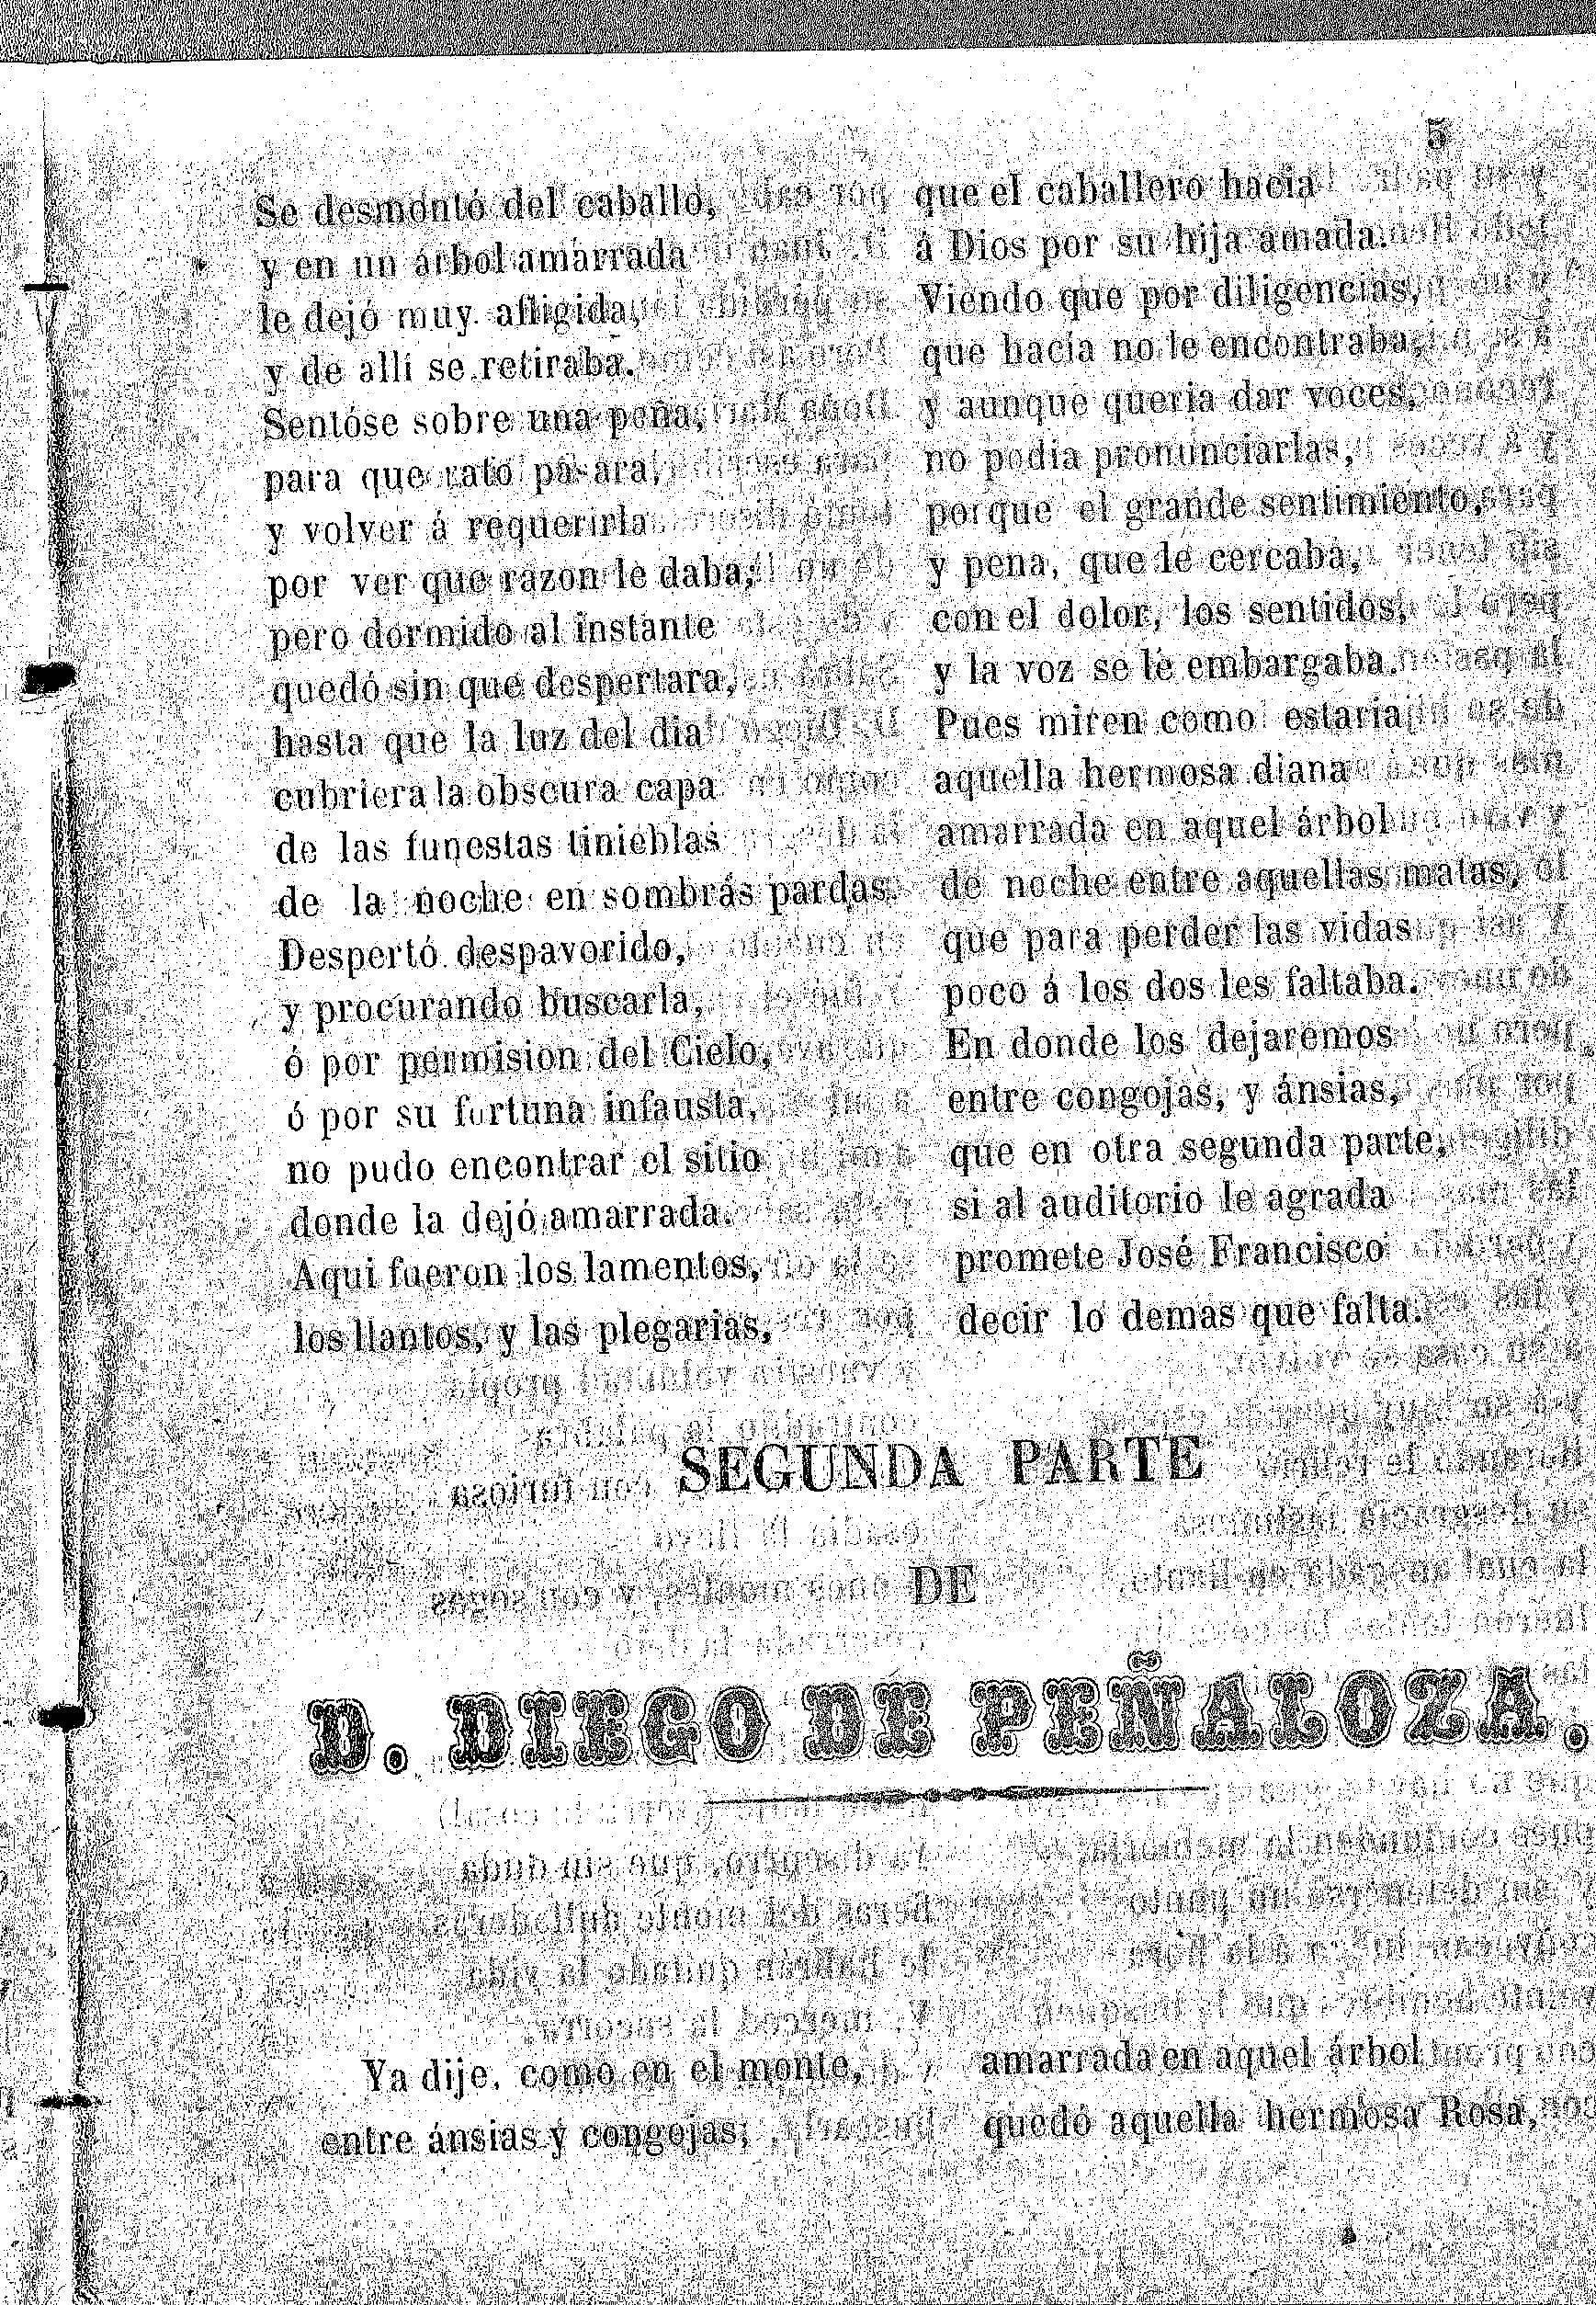 5
Se desmontó del caballo,
y en un árbol amarrada
le dejó muy afligida,
y de allí se retiraba.
Sentóse sobre una peña,
para que rato pasara,
y volver á requerirla
por ver que razon le daba;
pero dormido al instante
quedó sin que despertara,
hasta que la luz del dia
cubriera la obscura capa
de las funestas tinieblas
de la noche en sombras pardas.
Despertó despavorido,
y procurando buscarla,
ó por permision del Cielo,
ó por su fortuna infausta,
no pudo encontrar el sitio
donde la dejó amarrada.
Aqui fueron los lamentos,
los llantos, y las plegarias,
que el caballero hacia
á Dios por su hija amada.
Viendo que por diligencias,
que hacia no le encontraba,
y aunque queria dar voces,
no podia pronunciarlas,
porque el grande sentimiento,
y pena, que le cercaba,
con el dolor, los sentidos,
y la voz se le embargaba.
Pues miren como estaria
aquella hermosa diana
amarrada en aquel árbol
de noche entre aquellas matas,
que para perder las vidas
poco á los dos les faltaba.
En donde los dejaremos
entre congojas, y ánsias,
que en otra segunda parte,
si al auditorio le agrada
promete José Francisco
decir lo demas que falta.
SEGUNDA PARTE
DE
D. DIEGO DE PEÑALOZA.
Ya dije, como en el monte,
entre ánsias y congojas,
amarrada en aquel árbol
quedó aquella hermosa Rosa,